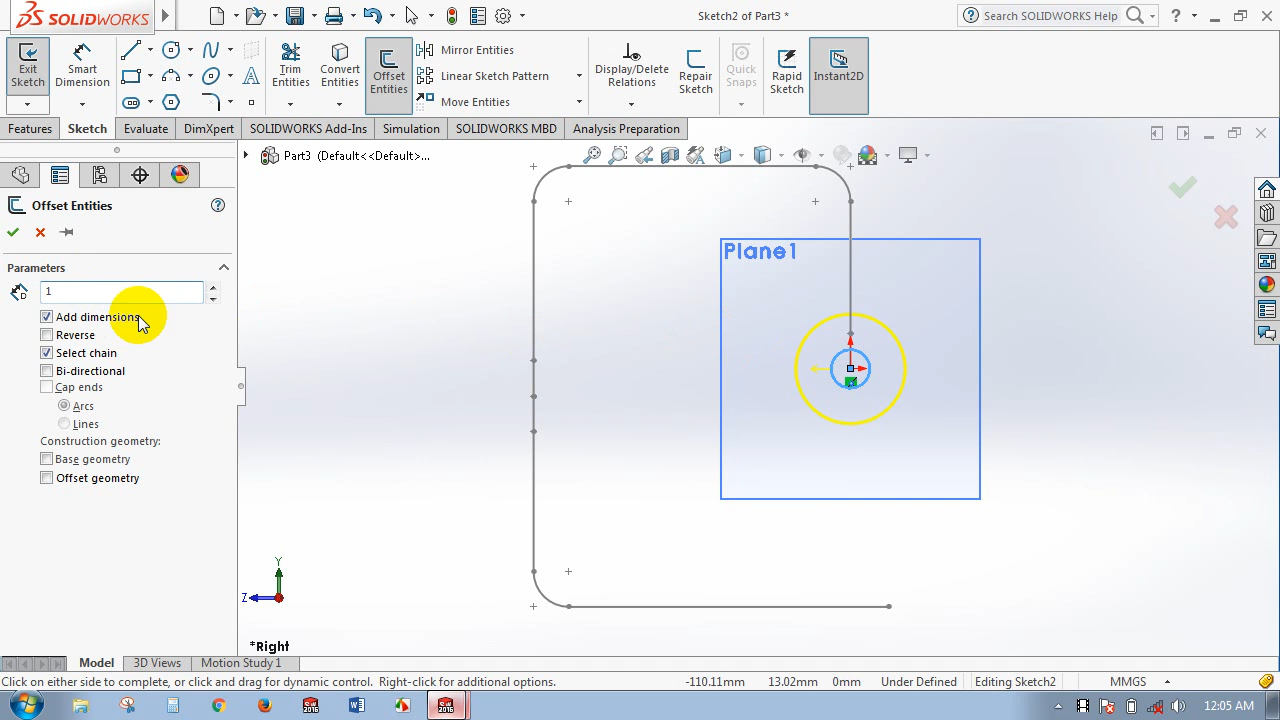 SOLIDWORKS
Sketch2 of Part3 *
Search SOLIDWORKS Help
?
Exit Sketch
Smart Dimension
Trim Entities
Convert Entities
Offset Entities
Mirror Entities
Linear Sketch Pattern
Move Entities
Display/Delete Relations
Repair Sketch
Quick Snaps
Rapid Sketch
Instant2D
Features
Sketch
Evaluate
DimXpert
SOLIDWORKS Add-Ins
Simulation
SOLIDWORKS MBD
Analysis Preparation
Part3 (Default<<Default>...
Offset Entities
?
Parameters
1
Add dimensions
Reverse
Select chain
Bi-directional
Cap ends
Arcs
Lines
Construction geometry:
Base geometry
Offset geometry
Plane1
Y
Z
X
*Right
Model
3D Views
Motion Study 1
Click on either side to complete, or click and drag for dynamic control. Right-click for additional options.
-110.11mm
13.02mm
0mm
Under Defined
Editing Sketch2
MMGS
12:05 AM